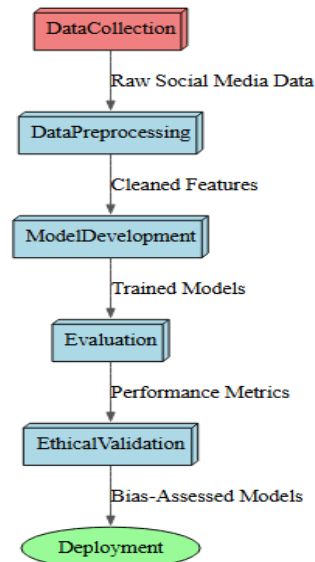 DataCollection
Raw Social Media Data
DataPreprocessing
Cleaned Features
ModelDevelopment
Trained Models
Evaluation
Performance Metrics
EthicalValidation
Bias-Assessed Models
Deployment